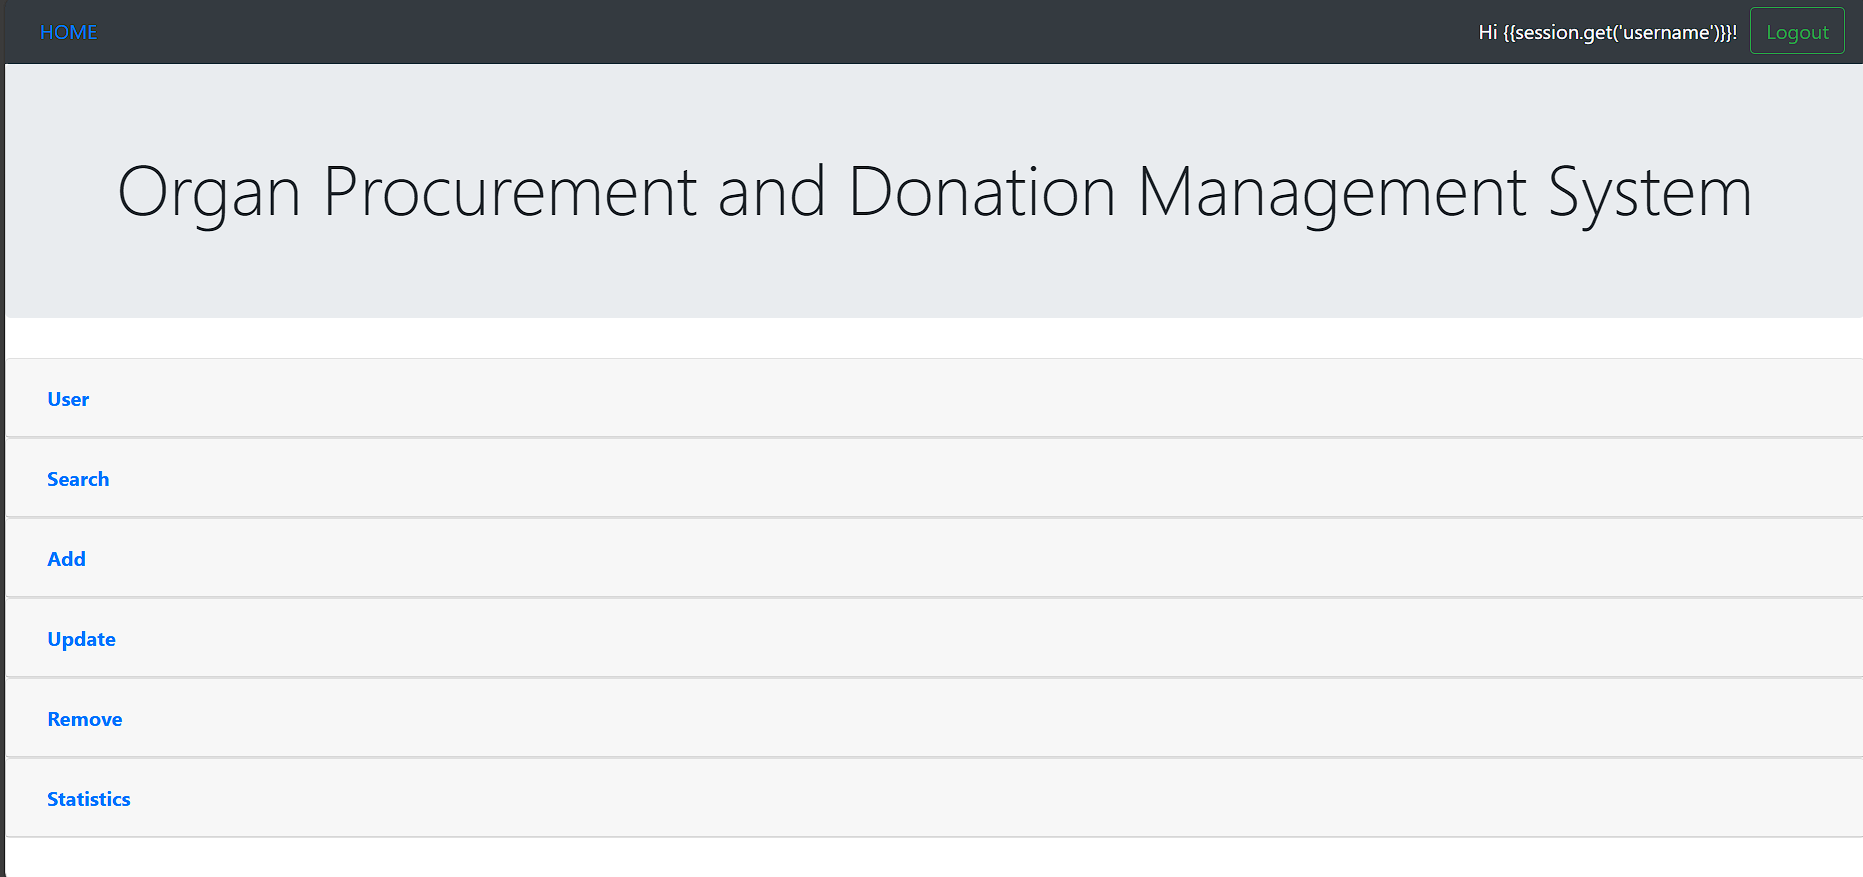 HOME
Hi {{session.get('username')}}! Logout
Organ Procurement and Donation Management System
User
Search
Add
Update
Remove
Statistics